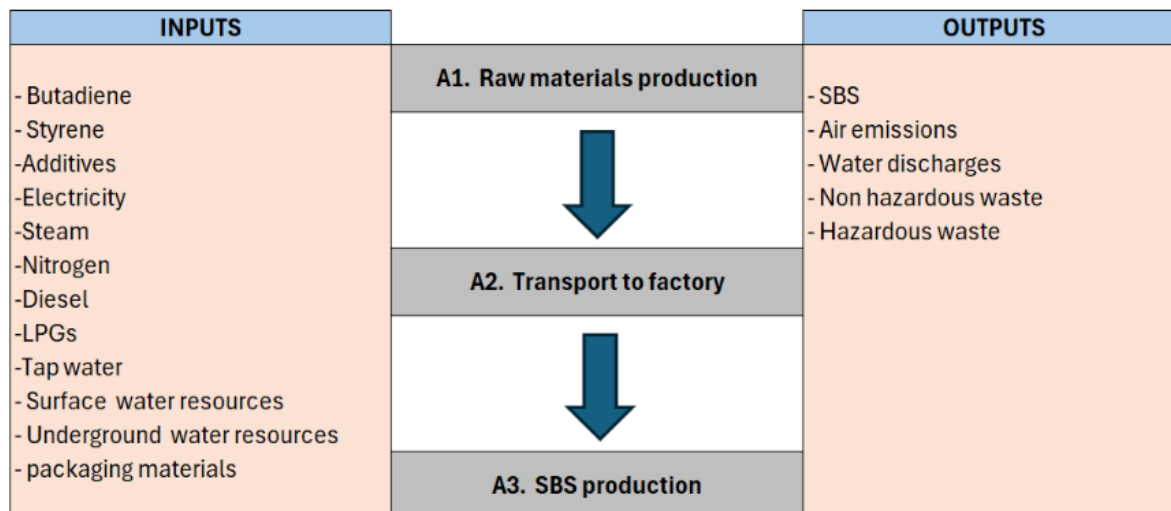 INPUTS
- Butadiene
- Styrene
-Additives
-Electricity
-Steam
-Nitrogen
-Diesel
-LPGs
-Tap water
- Surface water resources
- Underground water resources
- packaging materials
A1. Raw materials production
A2. Transport to factory
A3. SBS production
OUTPUTS
- SBS
- Air emissions
- Water discharges
- Non hazardous waste
- Hazardous waste